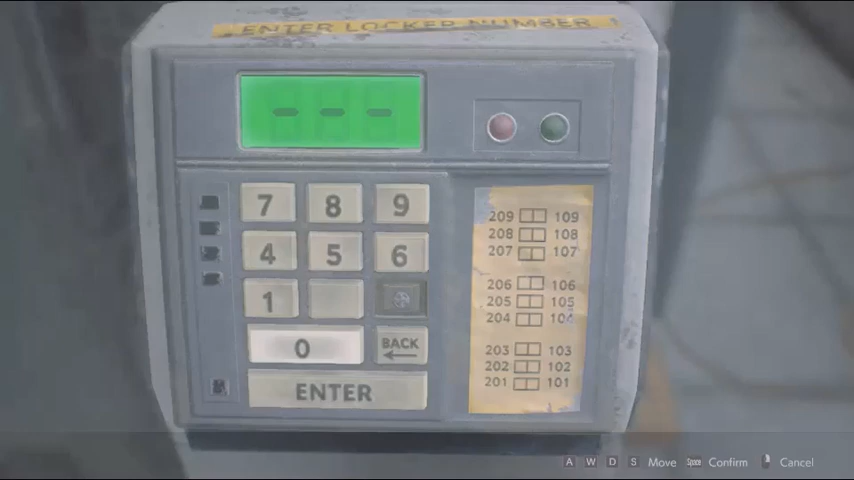 ENTER LOCKER NUMBER
- - -
7 8 9
4 5 6
1
0 BACK
ENTER
209 109
208 108
207 107
206 106
205 105
204 104
203 103
202 102
201 101
A W D S Move Space Confirm Cancel